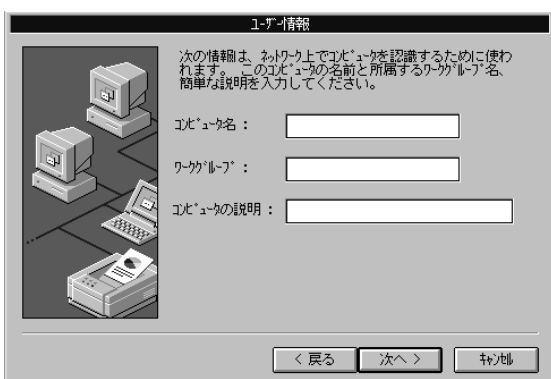 ﾕｰｻﾞｰ情報
次の情報は、ﾈｯﾄﾜｰｸ上でｺﾝﾋﾟｭｰﾀを認識するために使わ
れます。 このｺﾝﾋﾟｭｰﾀの名前と所属するﾜｰｸｸﾞﾙｰﾌﾟ名、
簡単な説明を入力してください。
ｺﾝﾋﾟｭｰﾀ名：
ﾜｰｸｸﾞﾙｰﾌﾟ：
ｺﾝﾋﾟｭｰﾀの説明：
< 戻る
次へ >
ｷｬﾝｾﾙ